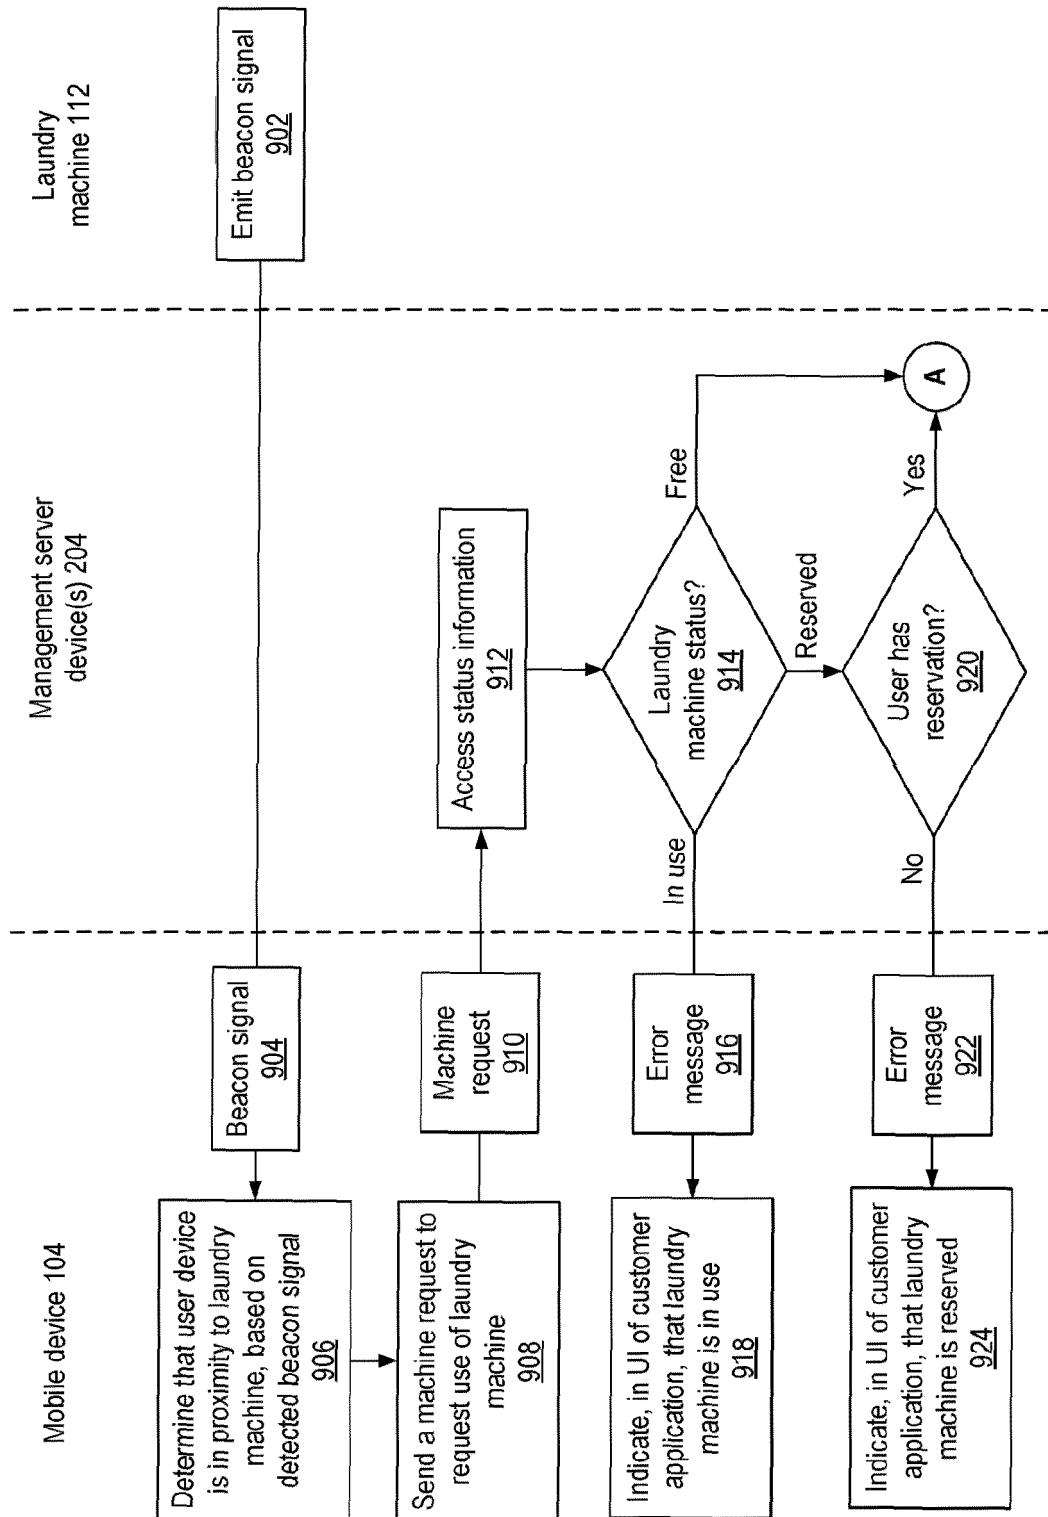 Mobile device 104
Management server
device(s) 204
Laundry
machine 112
Emit beacon signal
902
Beacon signal
904
Determine that user device
is in proximity to laundry
machine, based on
detected beacon signal
906
Send a machine request to
request use of laundry
machine
908
Machine
request
910
Access status information
912
Laundry
machine status?
914
Free
In use
Reserved
Error
message
916
Indicate, in UI of customer
application, that laundry
machine is in use
918
User has
reservation?
920
Yes
No
A
Error
message
922
Indicate, in UI of customer
application, that laundry
machine is reserved
924